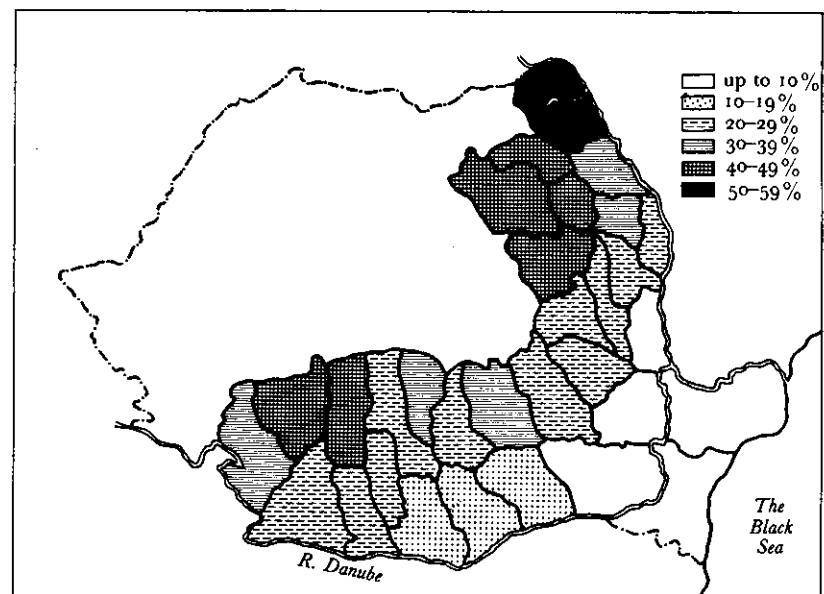 up to 10%
10–19%
20–29%
30–39%
40–49%
50–59%
The
Black
Sea
R. Danube